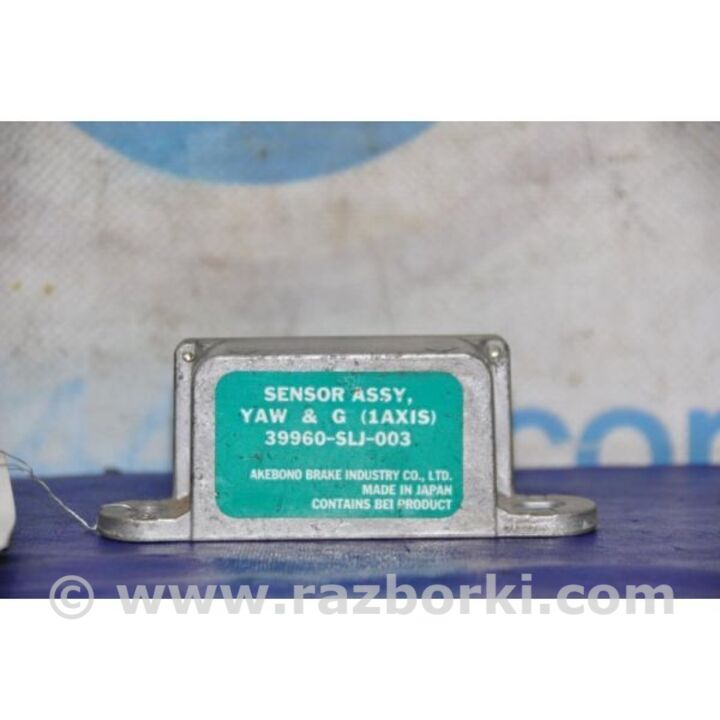 SENSOR ASSY,
YAW & G (1AXIS)
39960-SLJ-003
AKEBONO BRAKE INDUSTRY CO., LTD.
MADE IN JAPAN
CONTAINS BEI PRODUCT
com
© www.razborki.com